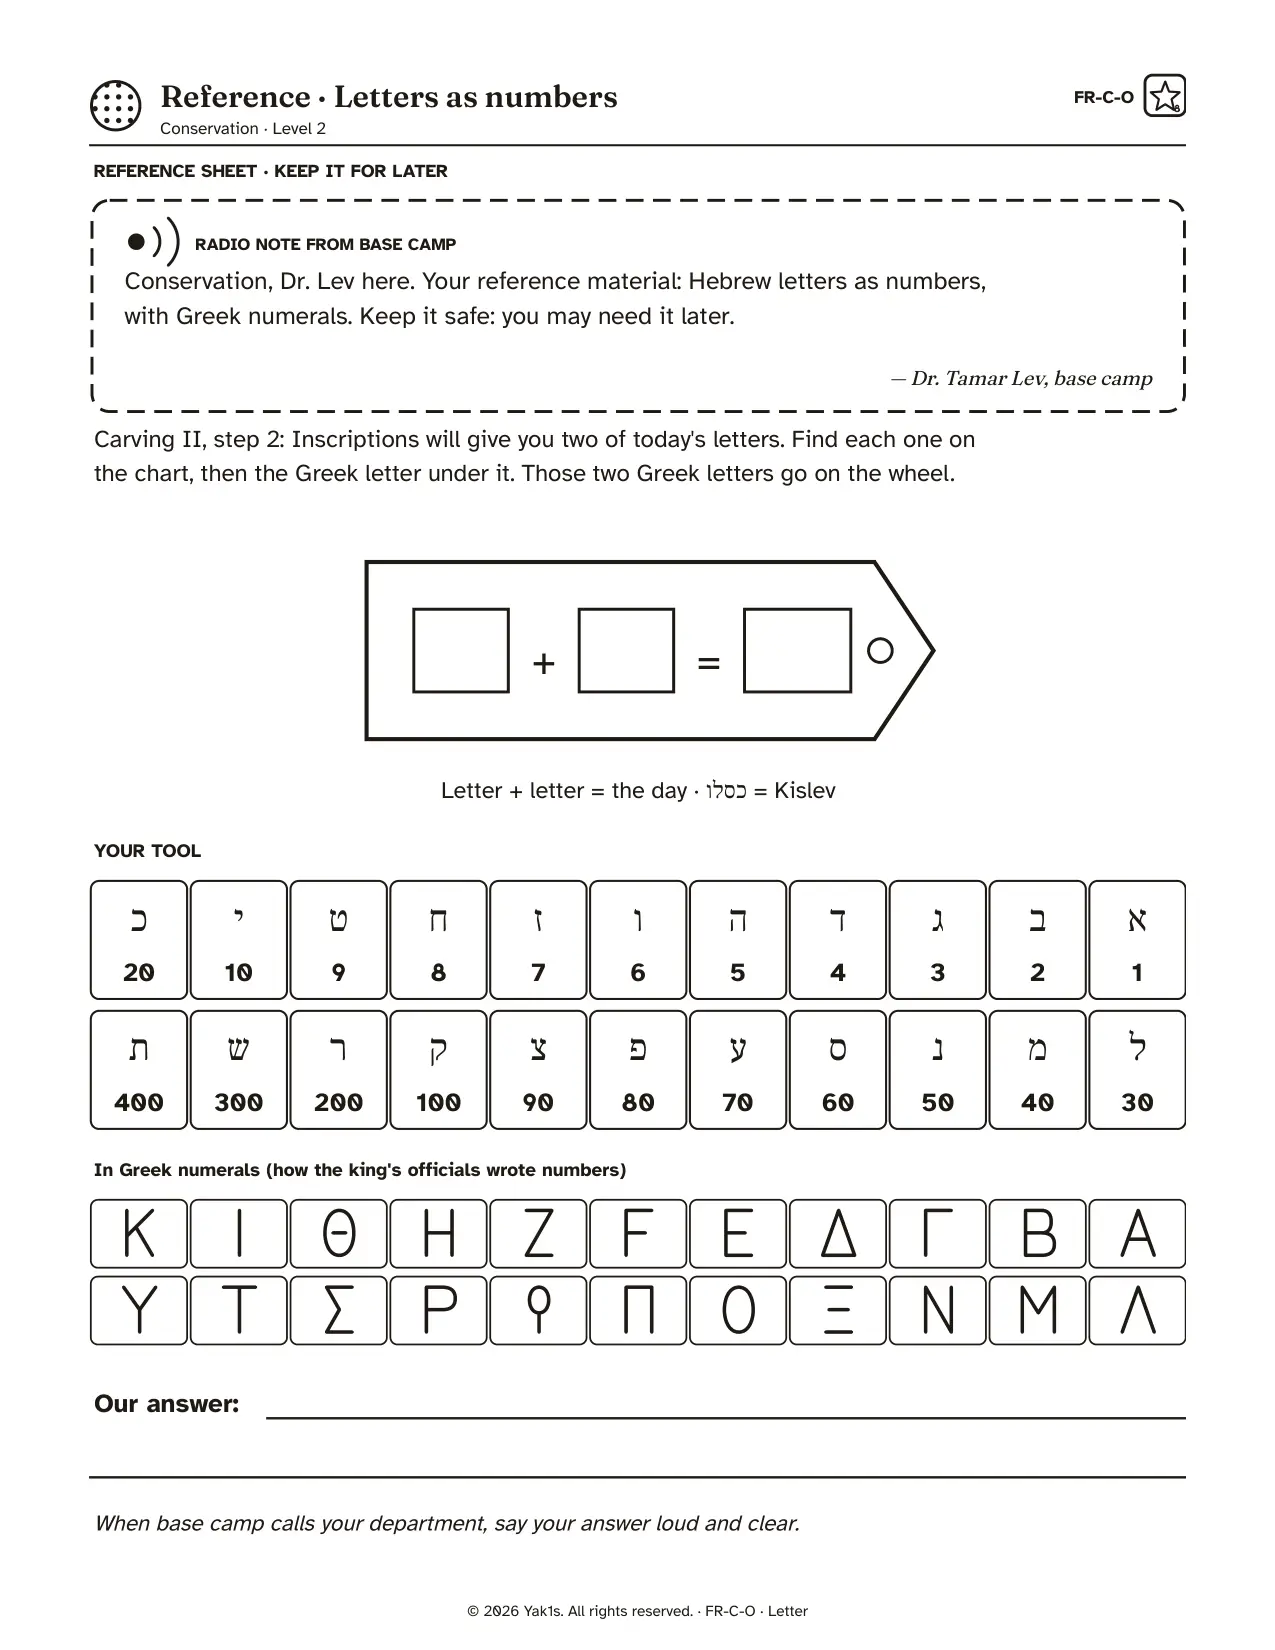 Reference · Letters as numbers
Conservation · Level 2
FR-C-O
REFERENCE SHEET · KEEP IT FOR LATER
RADIO NOTE FROM BASE CAMP
Conservation, Dr. Lev here. Your reference material: Hebrew letters as numbers,
with Greek numerals. Keep it safe: you may need it later.
— Dr. Tamar Lev, base camp
Carving II, step 2: Inscriptions will give you two of today's letters. Find each one on
the chart, then the Greek letter under it. Those two Greek letters go on the wheel.
+ =
Letter + letter = the day · כסלו = Kislev
YOUR TOOL
א ב ג ד ה ו ז ח ט י כ
20 10 9 8 7 6 5 4 3 2 1
ל מ נ ס ע פ צ ק ר ש ת
400 300 200 100 90 80 70 60 50 40 30
In Greek numerals (how the king's officials wrote numbers)
Κ Ι Θ Η Ζ Ϝ Ε Δ Γ Β Α
Υ Τ Σ Ρ Ϙ Π Ο Ξ Ν Μ Λ
Our answer:
When base camp calls your department, say your answer loud and clear.
© 2026 Yak1s. All rights reserved. · FR-C-O · Letter